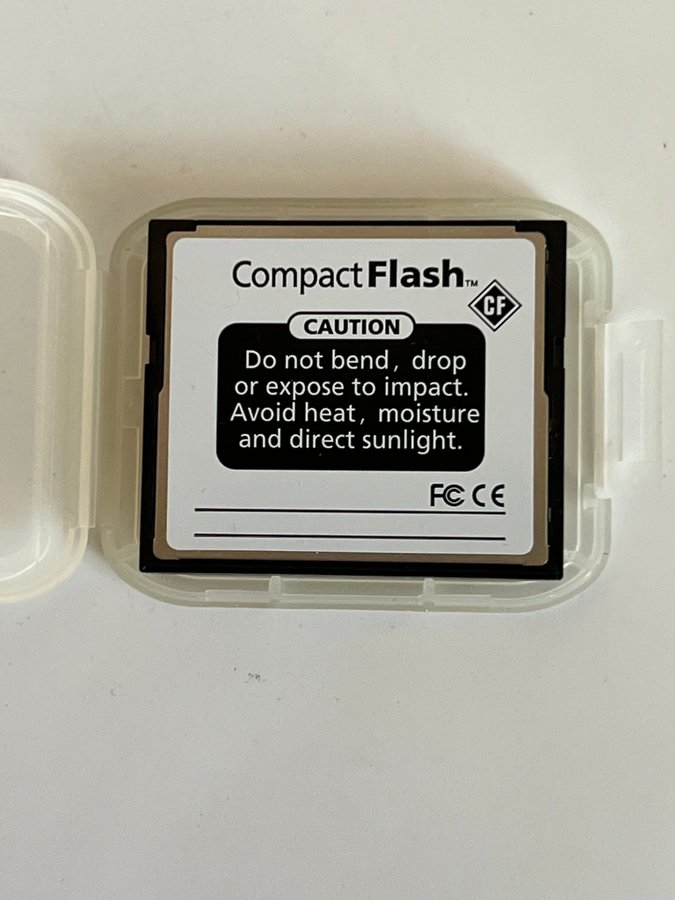 CompactFlash™
CF
CAUTION
Do not bend, drop
or expose to impact.
Avoid heat, moisture
and direct sunlight.
FC CE